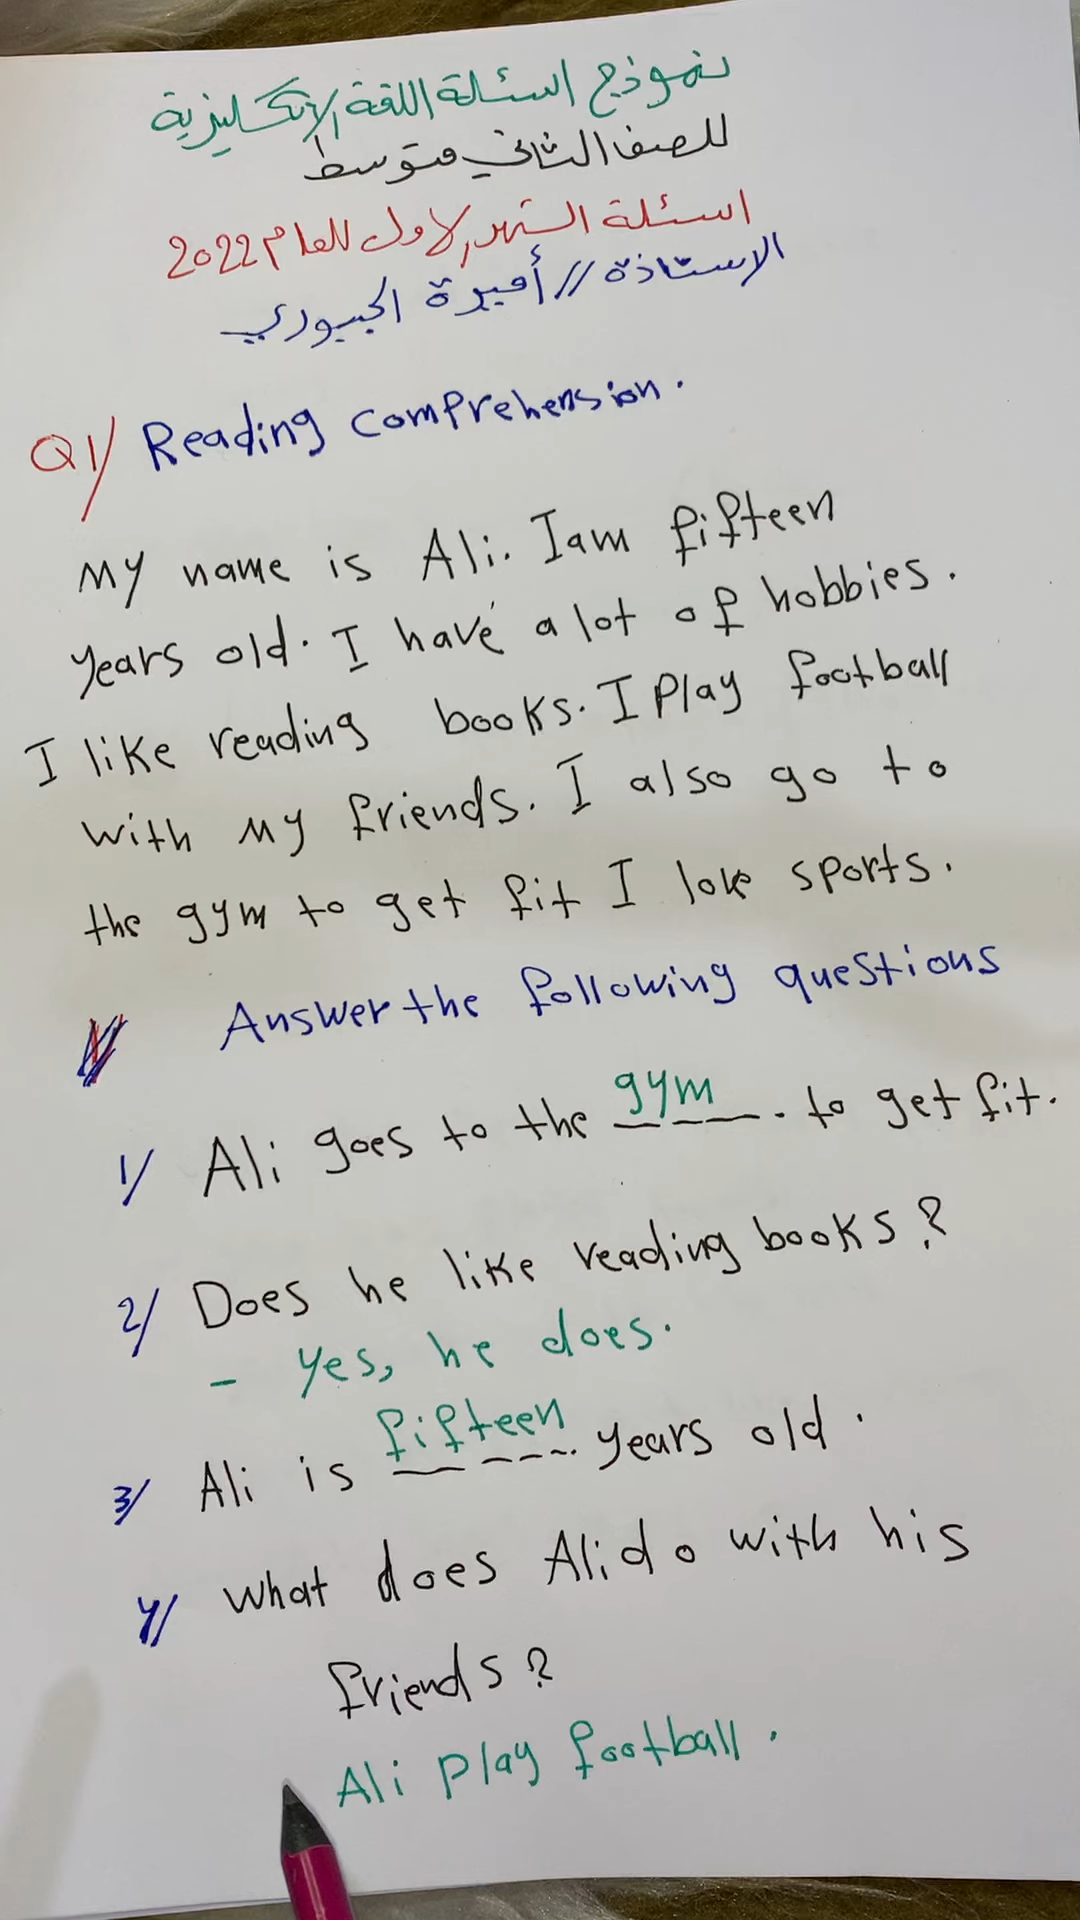 نموذج اسئلة اللغة الانكليزية
للصف الثاني متوسط
اسئلة الشهر الاول للعام 2022
الاستاذة // أميرة الجبوري
Q1/ Reading comprehension.
My name is Ali. I am fifteen
years old. I have a lot of hobbies.
I like reading books. I play football
with my friends. I also go to
the gym to get fit I love sports.
Answer the following questions
1/ Ali goes to the gym to get fit.
2/ Does he like reading books?
- Yes, he does.
3/ Ali is fifteen years old.
4/ What does Ali do with his
friends?
Ali play football.